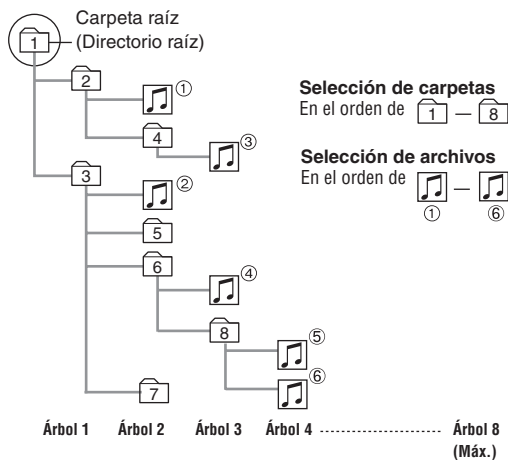 Carpeta raíz
(Directorio raíz)
1
2
①
4
③
3
②
5
6
④
8
⑤
⑥
7
Selección de carpetas
En el orden de 1 — 8
Selección de archivos
En el orden de —
① ⑥
Árbol 1 Árbol 2 Árbol 3 Árbol 4 ---------------- Árbol 8
(Máx.)